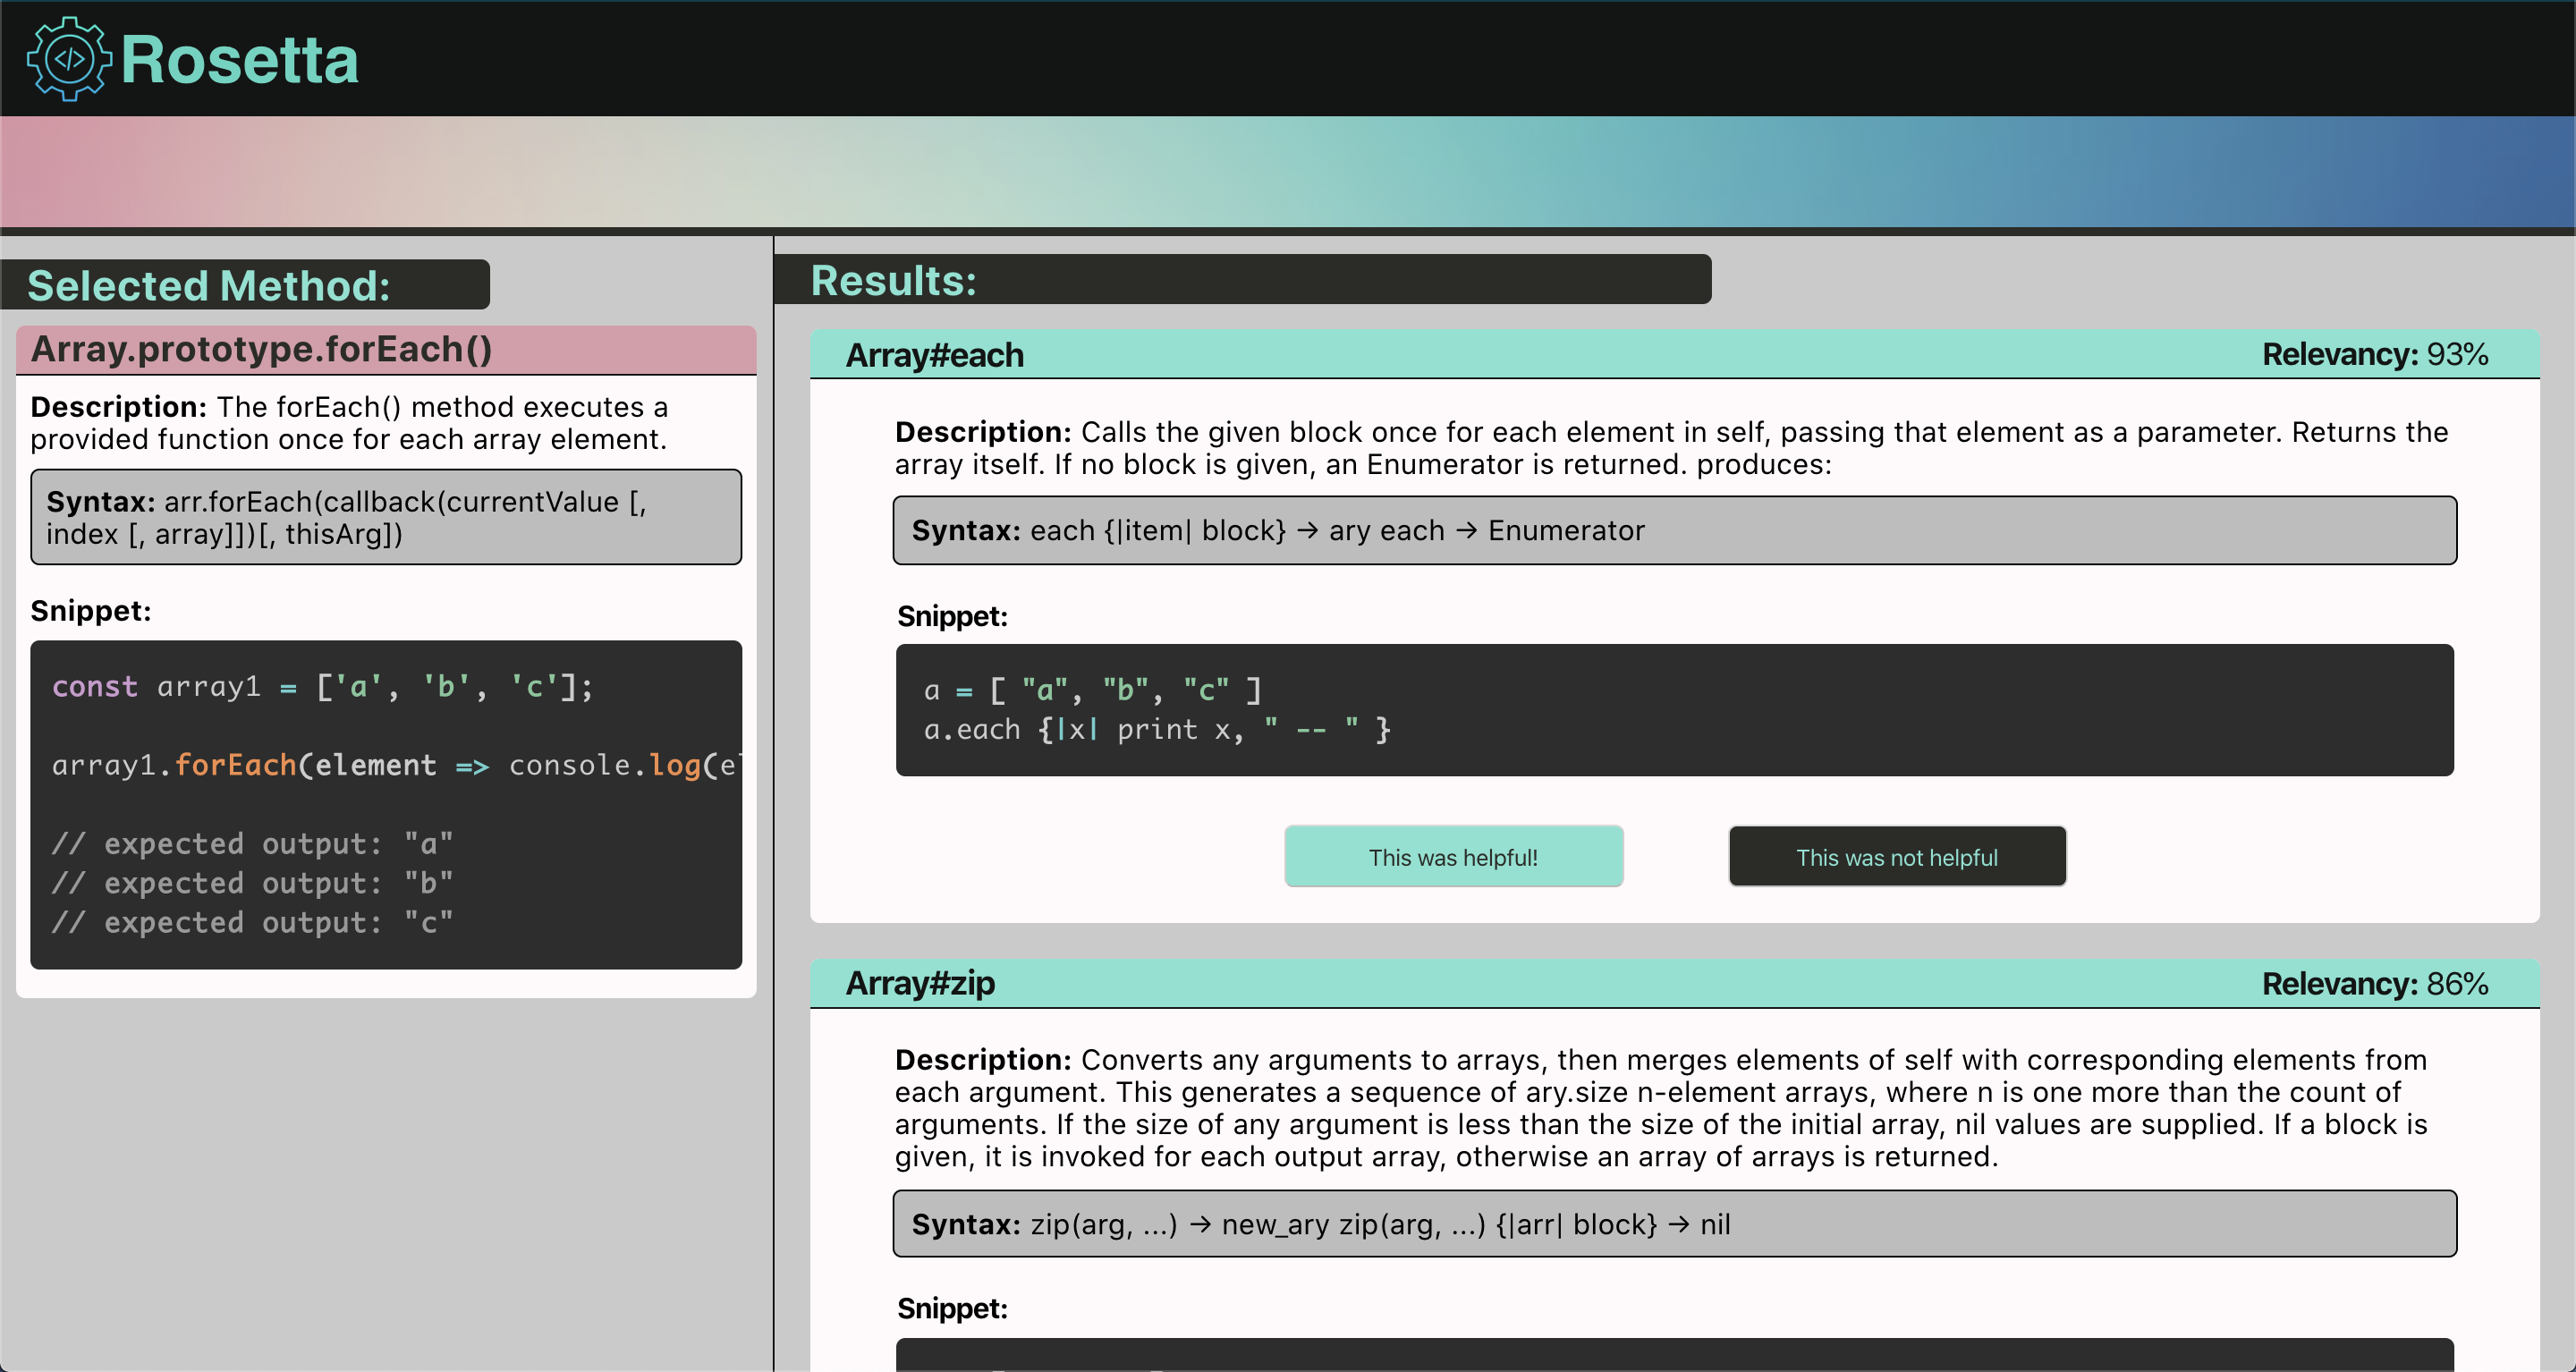 </> Rosetta
Selected Method:
Array.prototype.forEach()
Description: The forEach() method executes a
provided function once for each array element.
Syntax: arr.forEach(callback(currentValue [,
index [, array]])[, thisArg])
Snippet:
const array1 = ['a', 'b', 'c'];
array1.forEach(element => console.log(el
// expected output: "a"
// expected output: "b"
// expected output: "c"
Results:
Array#each
Relevancy: 93%
Description: Calls the given block once for each element in self, passing that element as a parameter. Returns the
array itself. If no block is given, an Enumerator is returned. produces:
Syntax: each {|item| block} → ary each → Enumerator
Snippet:
a = [ "a", "b", "c" ]
a.each {|x| print x, " -- " }
This was helpful!
This was not helpful
Array#zip
Relevancy: 86%
Description: Converts any arguments to arrays, then merges elements of self with corresponding elements from
each argument. This generates a sequence of ary.size n-element arrays, where n is one more than the count of
arguments. If the size of any argument is less than the size of the initial array, nil values are supplied. If a block is
given, it is invoked for each output array, otherwise an array of arrays is returned.
Syntax: zip(arg, ...) → new_ary zip(arg, ...) {|arr| block} → nil
Snippet: